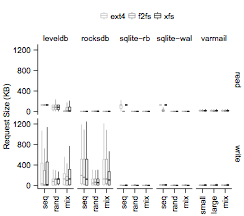 ext4 f2fs xfs
leveldb rocksdb sqlite-rb sqlite-wal varmail
1200
800
400
0
read
Request Size (KB)
1200
800
400
0
write
seq rand mix seq rand mix seq rand mix seq rand mix small large mix